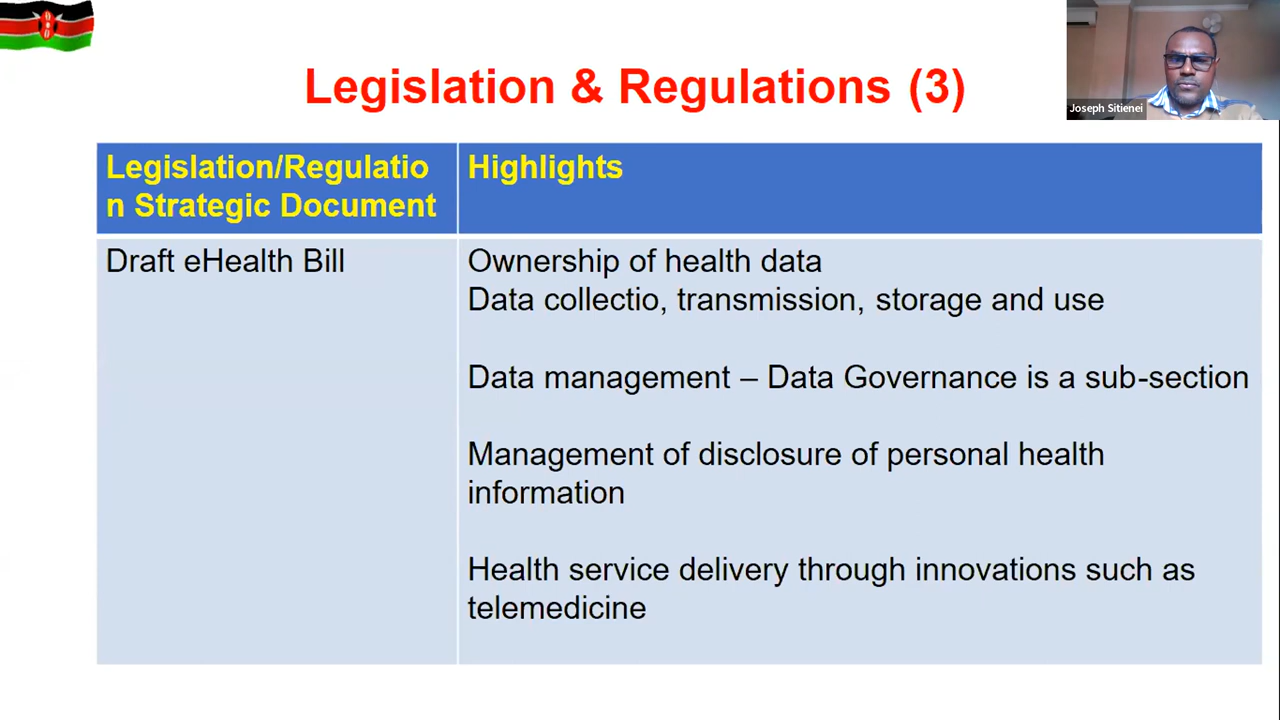 Legislation & Regulations (3)
Joseph Sitienei
Legislation/Regulatio
n Strategic Document
Highlights
Draft eHealth Bill
Ownership of health data
Data collectio, transmission, storage and use
Data management – Data Governance is a sub-section
Management of disclosure of personal health
information
Health service delivery through innovations such as
telemedicine